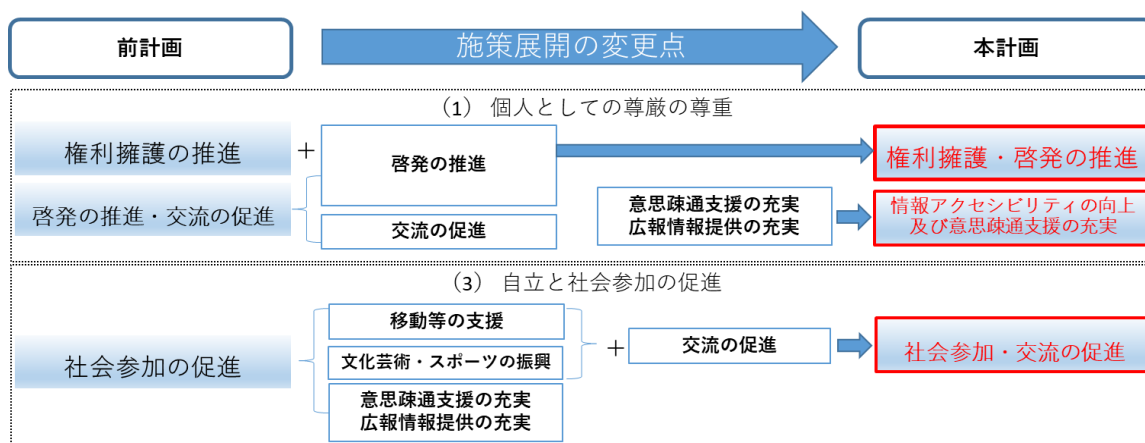 前計画
施策展開の変更点
本計画
（1） 個人としての尊厳の尊重
権利擁護の推進
+
啓発の推進
権利擁護・啓発の推進
啓発の推進・交流の促進
交流の促進
意思疎通支援の充実
広報情報提供の充実
情報アクセシビリティの向上
及び意思疎通支援の充実
（3） 自立と社会参加の促進
社会参加の促進
移動等の支援
文化芸術・スポーツの振興
意思疎通支援の充実
広報情報提供の充実
+
交流の促進
社会参加・交流の促進